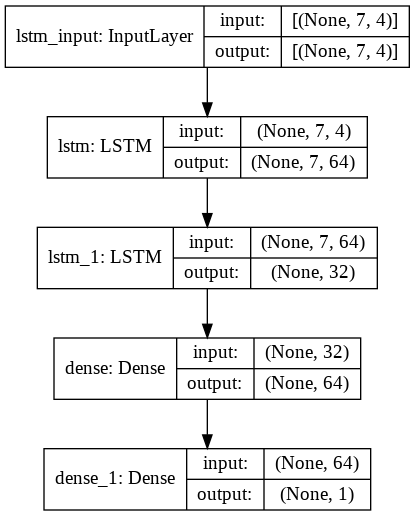 lstm_input: InputLayer
input:
[(None, 7, 4)]
output:
[(None, 7, 4)]
lstm: LSTM
input:
(None, 7, 4)
output:
(None, 7, 64)
lstm_1: LSTM
input:
(None, 7, 64)
output:
(None, 32)
dense: Dense
input:
(None, 32)
output:
(None, 64)
dense_1: Dense
input:
(None, 64)
output:
(None, 1)